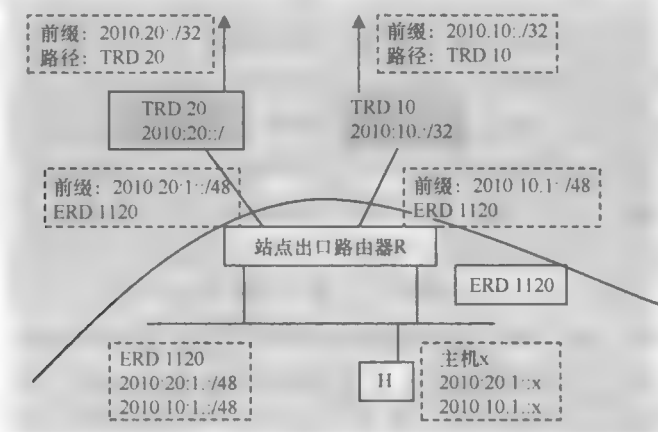 前缀: 2010.20:./32
路径: TRD 20
前缀: 2010.10:./32
路径: TRD 10
TRD 20
2010:20::/
TRD 10
2010:10.:/32
前缀: 2010 20:1.:/48
ERD 1120
前缀: 2010 10.1: /48
ERD 1120
站点出口路由器R
ERD 1120
ERD 1120
2010:20:1.:/48
2010 10:1.:/48
H
主机x
2010 20 1::x
2010 10.1.:x